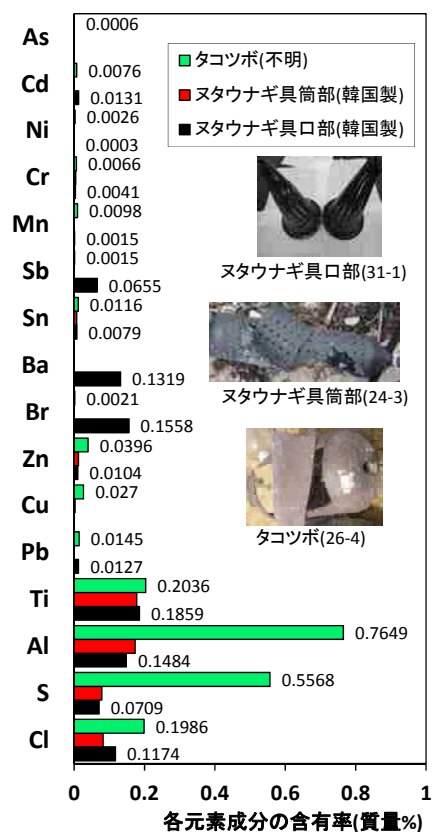 As
0.0006
タコツボ(不明)
0.0076
Cd
ヌタウナギ具筒部(韓国製)
0.0131
0.0026
Ni
ヌタウナギ具口部(韓国製)
0.0003
0.0066
Cr
0.0041
0.0098
Mn
0.0015
0.0015
Sb
0.0655
ヌタウナギ具口部(31-1)
0.0116
Sn
0.0079
Ba
0.1319
ヌタウナギ具筒部(24-3)
0.0021
Br
0.1558
0.0396
Zn
0.0104
0.027
Cu
タコツボ(26-4)
0.0145
Pb
0.0127
0.2036
Ti
0.1859
0.7649
Al
0.1484
0.5568
S
0.0709
0.1986
Cl
0.1174
0 0.2 0.4 0.6 0.8 1
各元素成分の含有率(質量%)